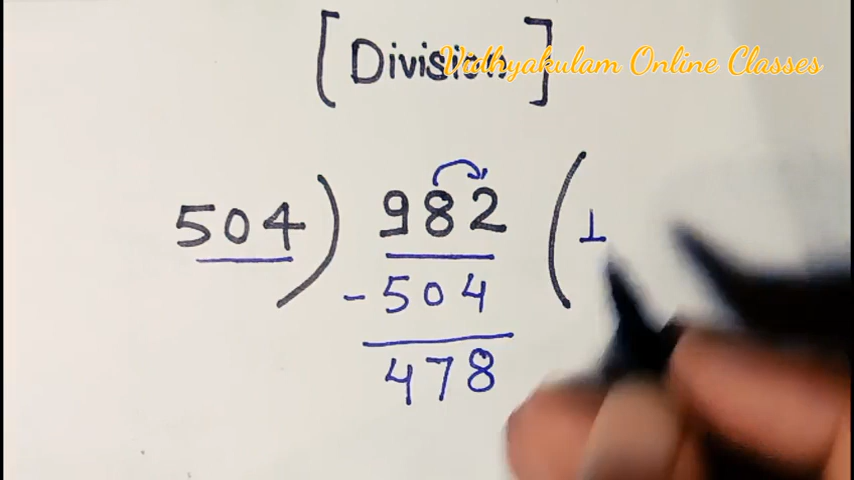 [Division]
Vidhyakulam Online Classes
504) 982 (1
- 504
478